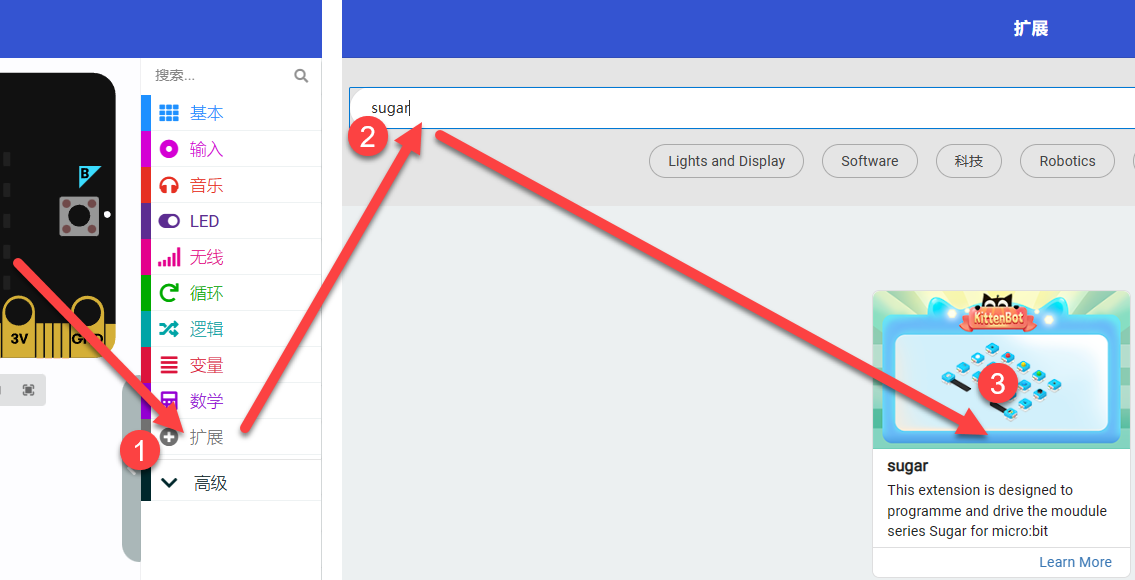 扩展
搜索...
sugar
基本
2
输入
Lights and Display
Software
科技
Robotics
音乐
B
LED
无线
循环
逻辑
3V
GND
变量
数学
扩展
1
高级
KittenBot
3
sugar
This extension is designed to
programme and drive the moudule
series Sugar for micro:bit
Learn More